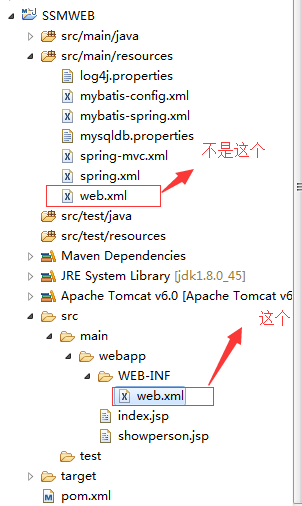 SSMWEB
src/main/java
src/main/resources
log4j.properties
mybatis-config.xml
mybatis-spring.xml
mysqldb.properties
spring-mvc.xml
不是这个
spring.xml
web.xml
src/test/java
src/test/resources
Maven Dependencies
JRE System Library [jdk1.8.0_45]
Apache Tomcat v6.0 [Apache Tomcat v6
src
这个
main
webapp
WEB-INF
web.xml
index.jsp
showperson.jsp
test
target
pom.xml